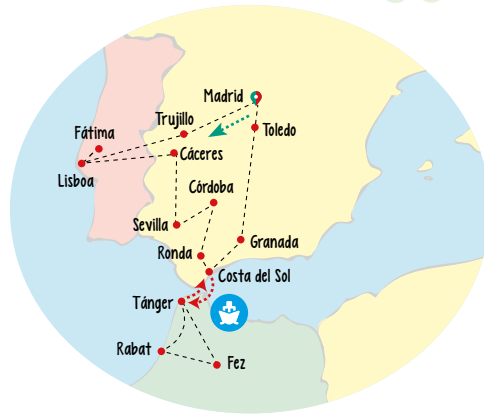 Madrid
Trujillo
Toledo
Fátima
Cáceres
Lisboa
Córdoba
Sevilla
Granada
Ronda
Costa del Sol
Tánger
Rabat
Fez